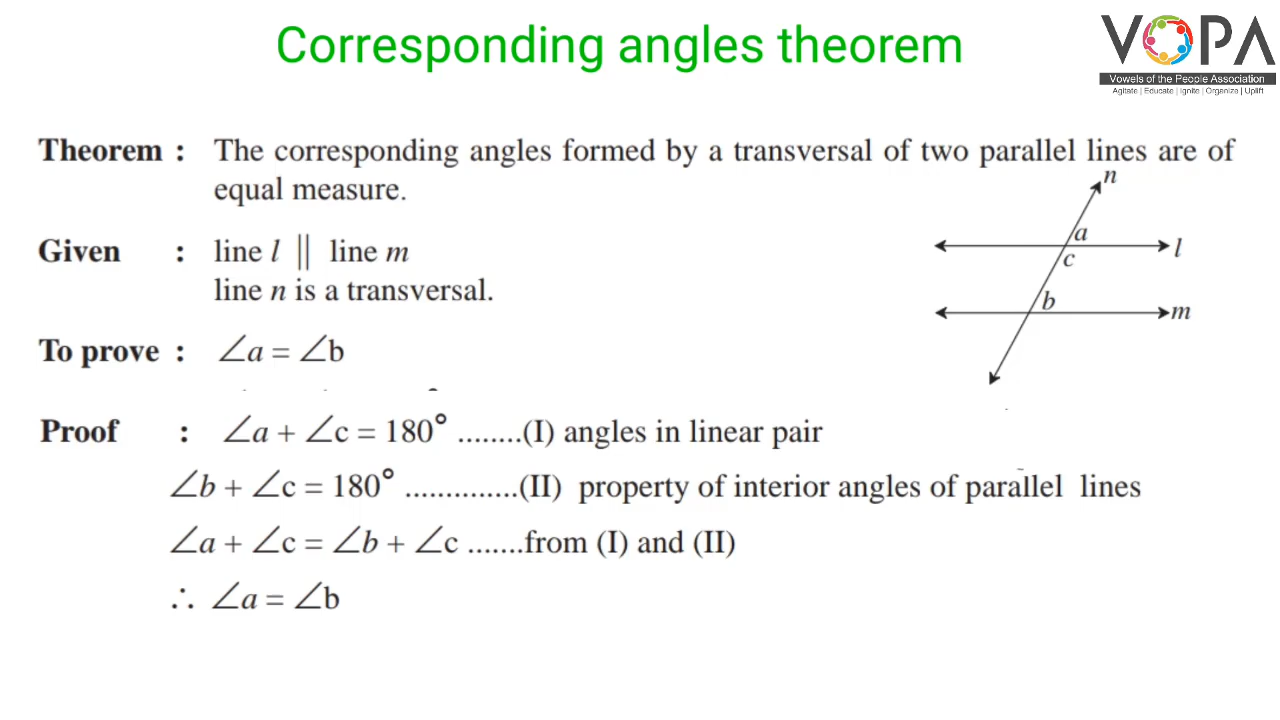 Corresponding angles theorem
VOPA
Vowels of the People Association
Agitate | Educate | Ignite | Organize | Uplift
Theorem : The corresponding angles formed by a transversal of two parallel lines are of
equal measure.
n
a
l
c
b
m
Given : line l || line m
line n is a transversal.
To prove : ∠a = ∠b
Proof : ∠a + ∠c = 180° ........(I) angles in linear pair
∠b + ∠c = 180° ..............(II) property of interior angles of parallel lines
∠a + ∠c = ∠b + ∠c .......from (I) and (II)
∴ ∠a = ∠b